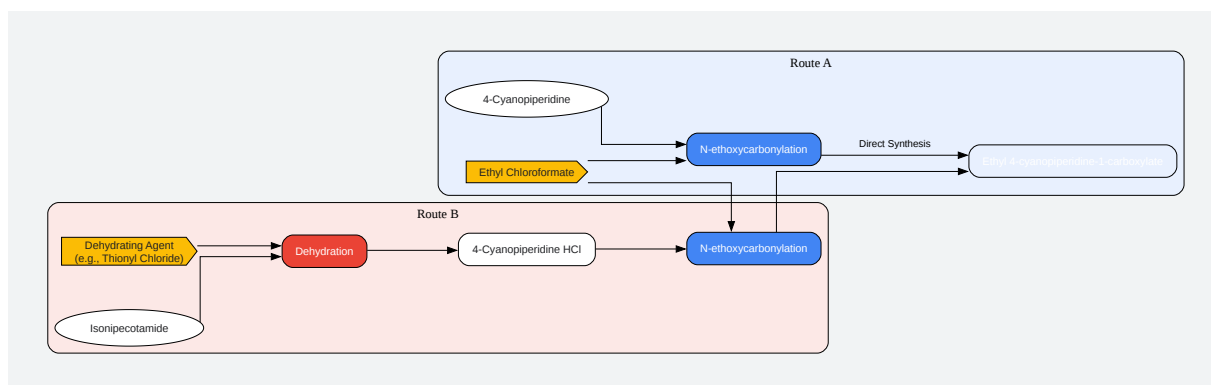 Route A
4-Cyanopiperidine
N-ethoxycarbonylation
Direct Synthesis
Ethyl 4-cyanopiperidine-1-carboxylate
Ethyl Chloroformate
Route B
Dehydrating Agent
(e.g., Thionyl Chloride)
Dehydration
4-Cyanopiperidine HCl
N-ethoxycarbonylation
Isonipecotamide